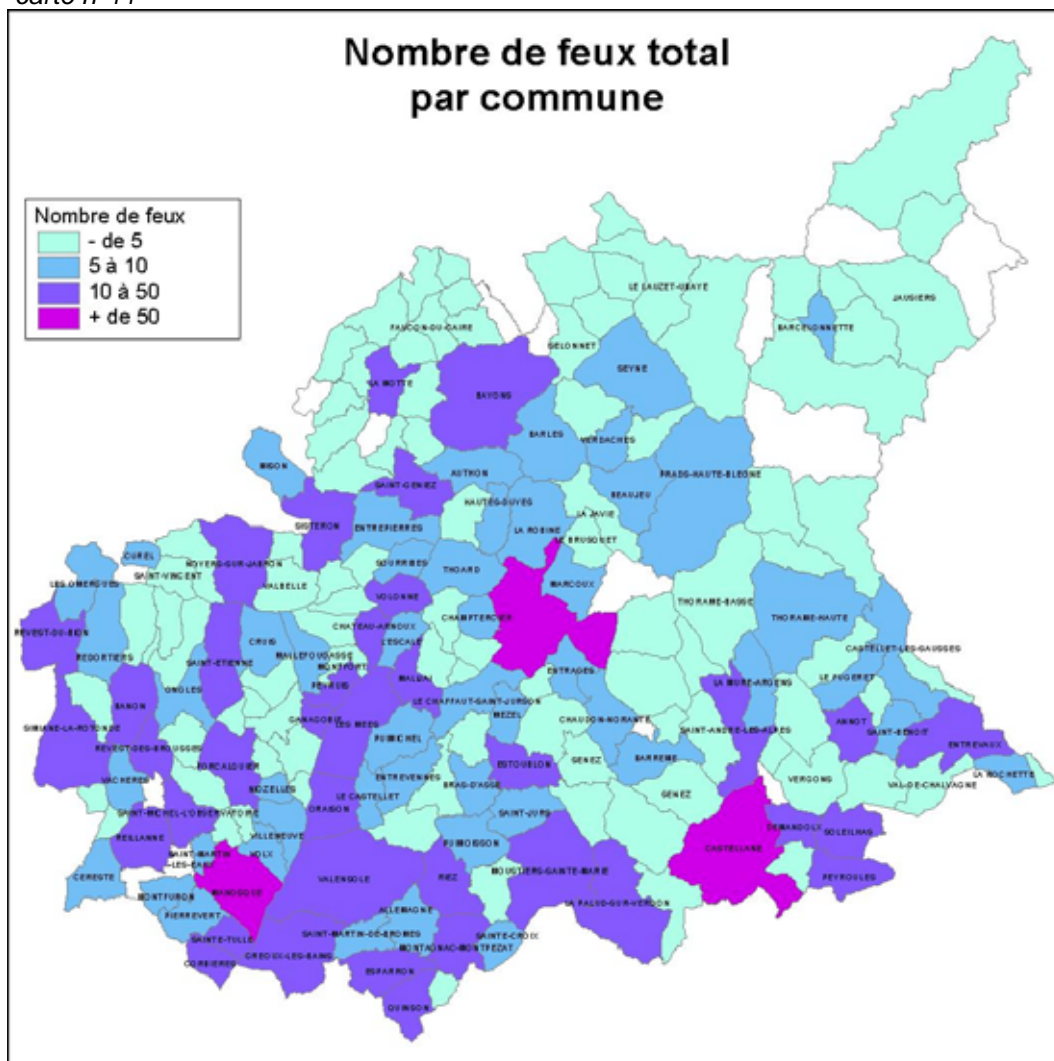 carte n°11
Nombre de feux total
par commune
Nombre de feux
- de 5
5 à 10
10 à 50
+ de 50
LE LAUZET-UBAYE
JAUSIERS
BARCELONNETTE
FAUCON-DU-CAIRE
SELONNET
SEYNE
LA MOTTE
BAYONS
BARLES
VERDACHES
MISON
AUTHON
PRADS-HAUTE-BLEONE
SAINT-GENIEZ
BEAUJEU
HAUTES-DUYES
LA JAVIE
SISTERON
ENTREPIERRES
LA ROBINE
LE BRUSQUET
CUREL
NOYERS-SUR-JABRON
SOURRIBES
THOARD
MARCOUX
LES OMERGUES
SAINT-VINCENT
VALBELLE
VOLONNE
THORAME-BASSE
REVEST-DU-BION
CHATEAU-ARNOUX
CHAMPTERCIER
THORAME-HAUTE
REDORTIERS
CRUIS
L'ESCALE
SAINT-ETIENNE
MALLEFOUGASSE
MONTFORT
CASTELLET-LES-SAUSSES
ENTRAGES
PEYRUIS
MALIJAI
LE FUGERET
ONGLES
LA MURE-ARGENS
BANON
LE CHAFFAUT-SAINT-JURSON
GANAGOBIE
LES MEES
MEZEL
CHAUDON-NORANTE
SIMIANE-LA-ROTONDE
ANNOT
SAINT-ANDRE-LES-ALPES
SAINT-BENOIT
ENTREVAUX
PUIMICHEL
REVEST-DES-BROUSSES
BARREME
ESTOUBLON
SENEZ
FORCALQUIER
LA ROCHETTE
VACHERES
ENTREVENNES
VERGONS
VAL-DE-CHALVAGNE
BRAS-D'ASSE
SENEZ
LE CASTELLET
ORAISON
SAINT-MICHEL-L'OBSERVATOIRE
SAINT-JURS
DEMANDOLX
SOLEILHAS
REILLANNE
VILLENEUVE
PUIMOISSON
CASTELLANE
SAINT-MARTIN
-LES-EAUX
VOLX
MOUSTIERS-SAINTE-MARIE
CERESTE
VALENSOLE
RIEZ
PEYROULES
MANOSQUE
MONTFURON
LA PALUD-SUR-VERDON
PIERREVERT
ALLEMAGNE
SAINTE-TULLE
SAINT-MARTIN-DE-BROMES
SAINTE-CROIX
MONTAGNAC-MONTPEZAT
CORBIERES
GREOUX-LES-BAINS
ESPARRON
QUINSON